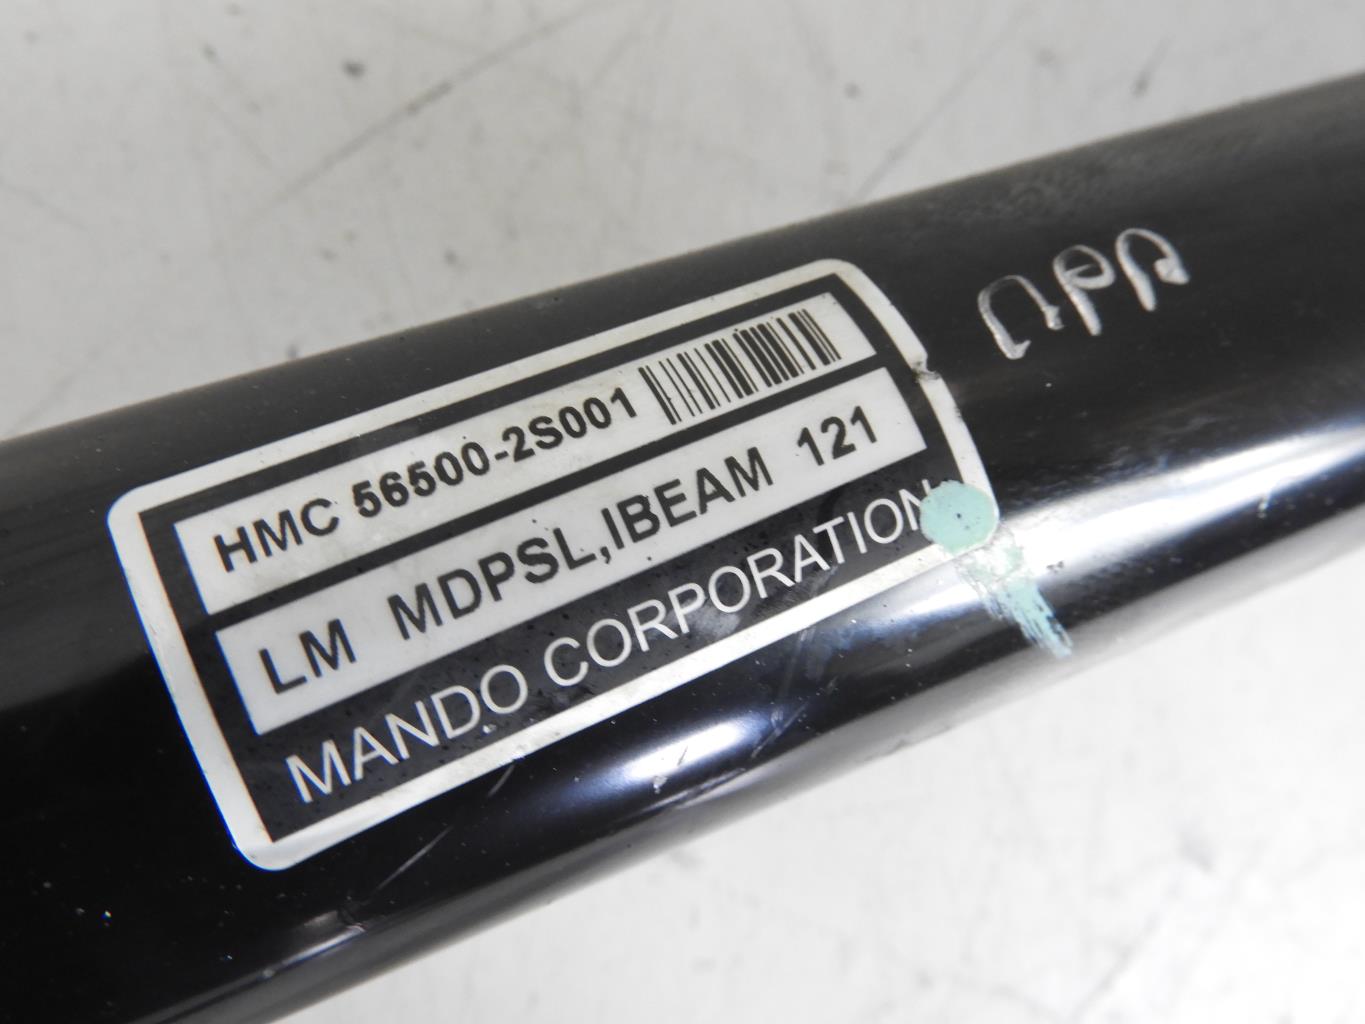 HMC 56500-2S001
LM MDPSL,IBEAM 121
MANDO CORPORATION